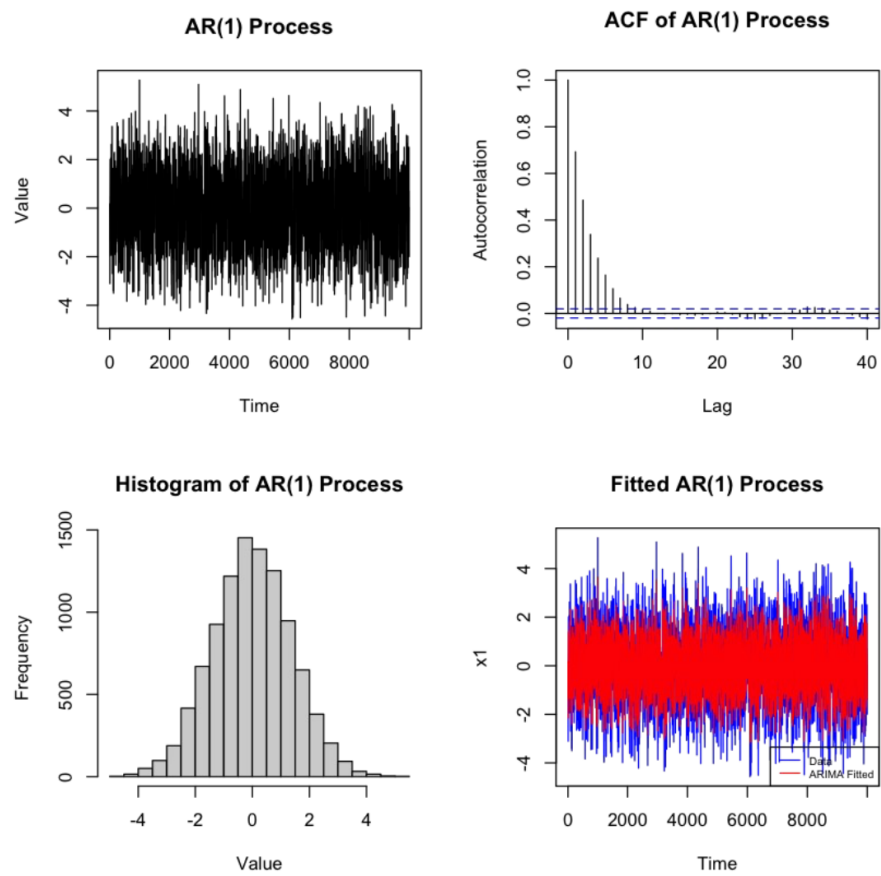 AR(1) Process
Value
4
2
0
-2
-4
0 2000 4000 6000 8000
Time
ACF of AR(1) Process
Autocorrelation
1.0
0.8
0.6
0.4
0.2
0.0
0 10 20 30 40
Lag
Histogram of AR(1) Process
Frequency
1500
1000
500
0
-4 -2 0 2 4
Value
Fitted AR(1) Process
x1
4
2
0
-2
-4
Data
ARIMA Fitted
0 2000 4000 6000 8000
Time